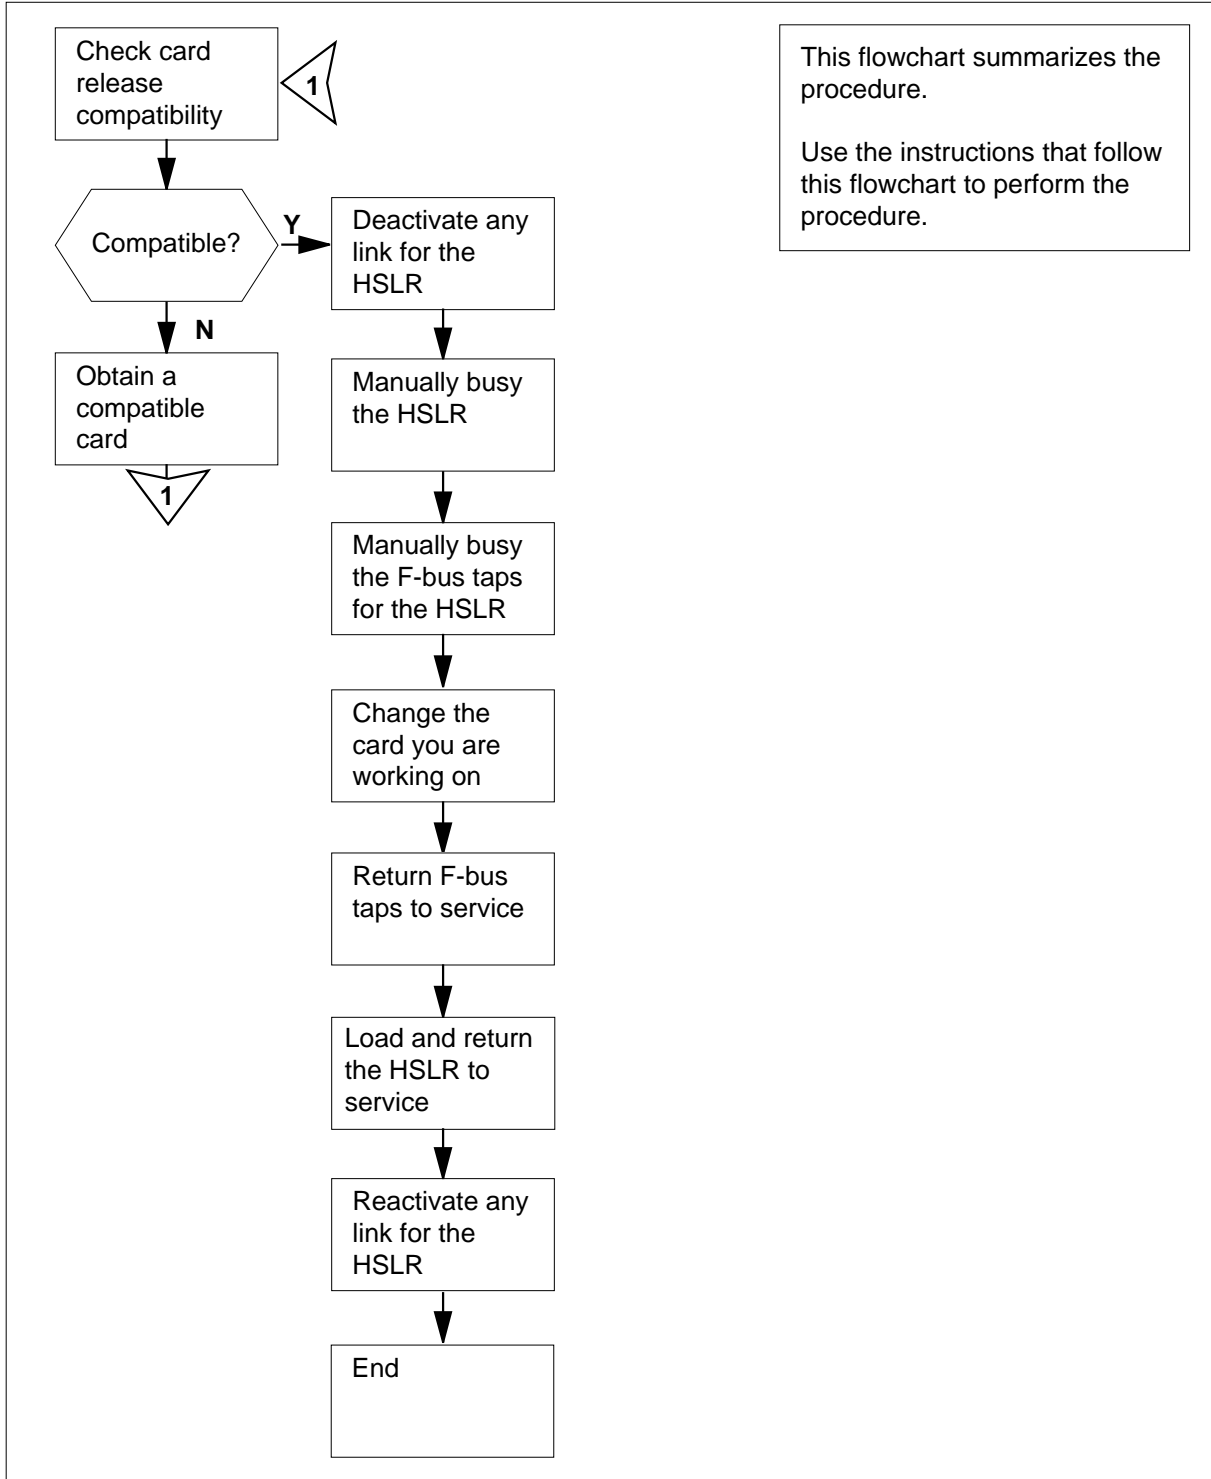 Check card
release
compatibility
1
This flowchart summarizes the
procedure.
Use the instructions that follow
this flowchart to perform the
procedure.
Compatible?
Y
N
Obtain a
compatible
card
1
Deactivate any
link for the
HSLR
Manually busy
the HSLR
Manually busy
the F-bus taps
for the HSLR
Change the
card you are
working on
Return F-bus
taps to service
Load and return
the HSLR to
service
Reactivate any
link for the
HSLR
End